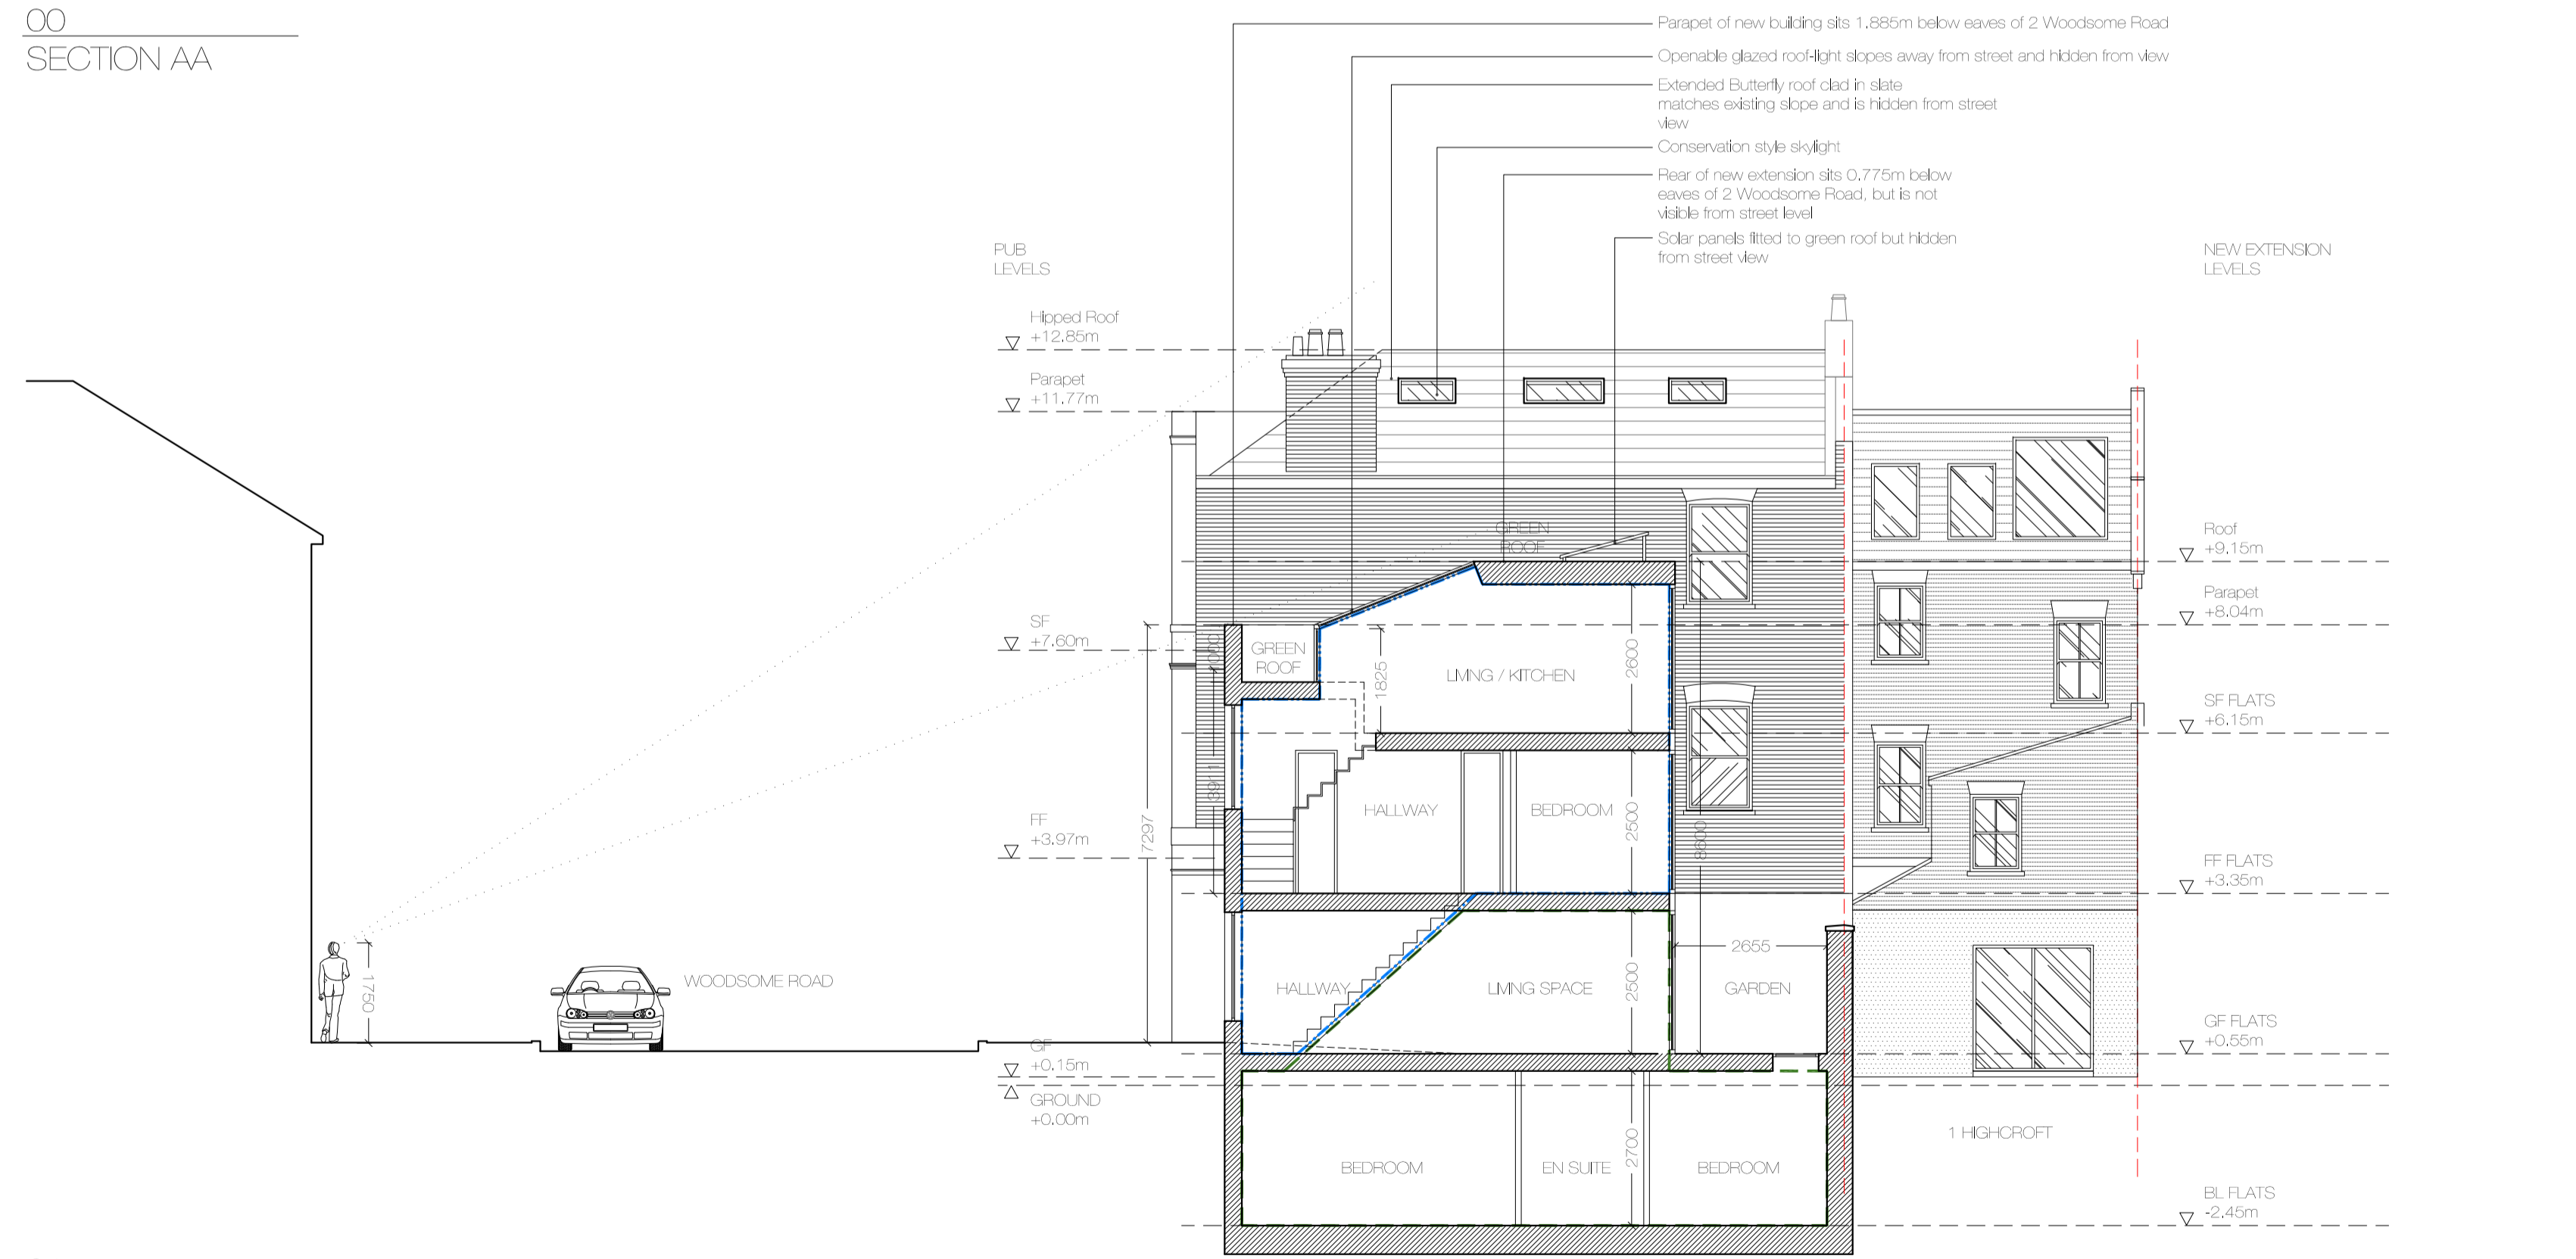 00
SECTION AA
Parapet of new building sits 1.885m below eaves of 2 Woodsome Road
Openable glazed roof-light slopes away from street and hidden from view
Extended Butterfly roof clad in slate
matches existing slope and is hidden from street
view
Conservation style skylight
Rear of new extension sits 0.775m below
eaves of 2 Woodsome Road, but is not
visible from street level
Solar panels fitted to green roof but hidden
from street view
PUB
LEVELS
NEW EXTENSION
LEVELS
Hipped Roof
+12.85m
Parapet
+11.77m
SF
+7.60m
FF
+3.97m
GF
+0.15m
GROUND
+0.00m
Roof
+9.15m
Parapet
+8.04m
SF FLATS
+6.15m
FF FLATS
+3.35m
GF FLATS
+0.55m
BL FLATS
-2.45m
GREEN
ROOF
GREEN
ROOF
LIVING / KITCHEN
1825
2600
7297
HALLWAY
BEDROOM
2500
8600
1750
WOODSOME ROAD
HALLWAY
LIVING SPACE
2500
2655
GARDEN
BEDROOM
EN SUITE
2700
BEDROOM
1 HIGHCROFT